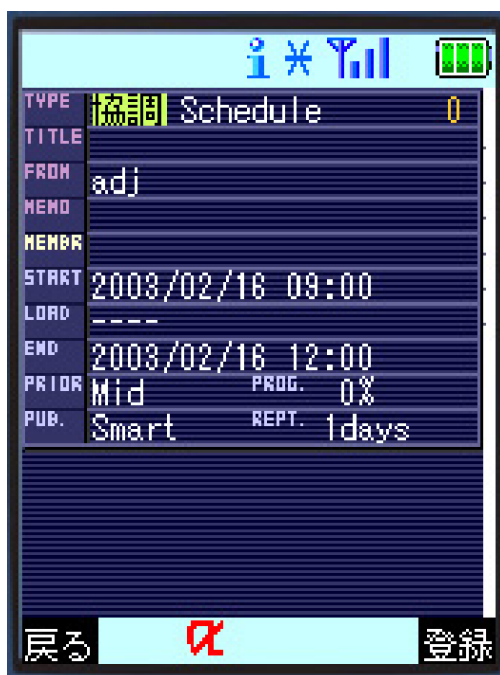 TYPE 協調 Schedule 0
TITLE
FROM adj
MEMO
MEMBR
START 2003/02/16 09:00
LOAD ----
END 2003/02/16 12:00
PRIOR Mid PROG. 0%
PUB. Smart REPT. 1days
戻る 登録